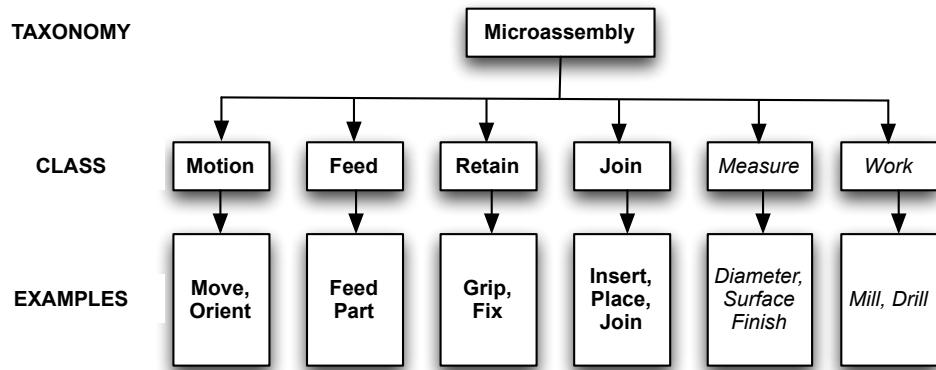 TAXONOMY
Microassembly
CLASS
Motion
Feed
Retain
Join
Measure
Work
EXAMPLES
Move,
Orient
Feed
Part
Grip,
Fix
Insert,
Place,
Join
Diameter,
Surface
Finish
Mill, Drill